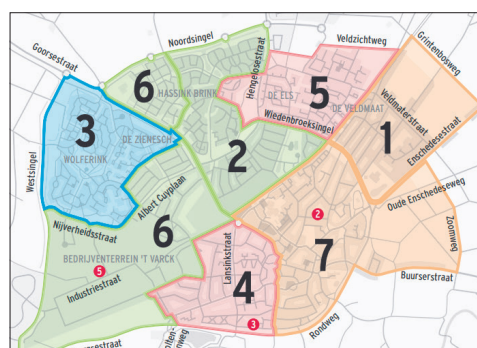 Noordsingel
Veldzichtweg
Grintenbosweg
Goorsestraat
6
HASSINK BRINK
Hengelosestraat
DE ELS
5
DE VELDMAAT
Veldmaterstraat
1
Enschedesestraat
3
DE ZIENESCH
WOLFERINK
Wiedenbroeksingel
2
Westsingel
Albert Cuyplaan
Oude Enschedeseweg
Nijverheidsstraat
6
2
Zoomweg
BEDRIJVENTERREIN 'T VARCK
Lansinkstraat
7
5
Industriestraat
4
Buurserstraat
3
Rondweg